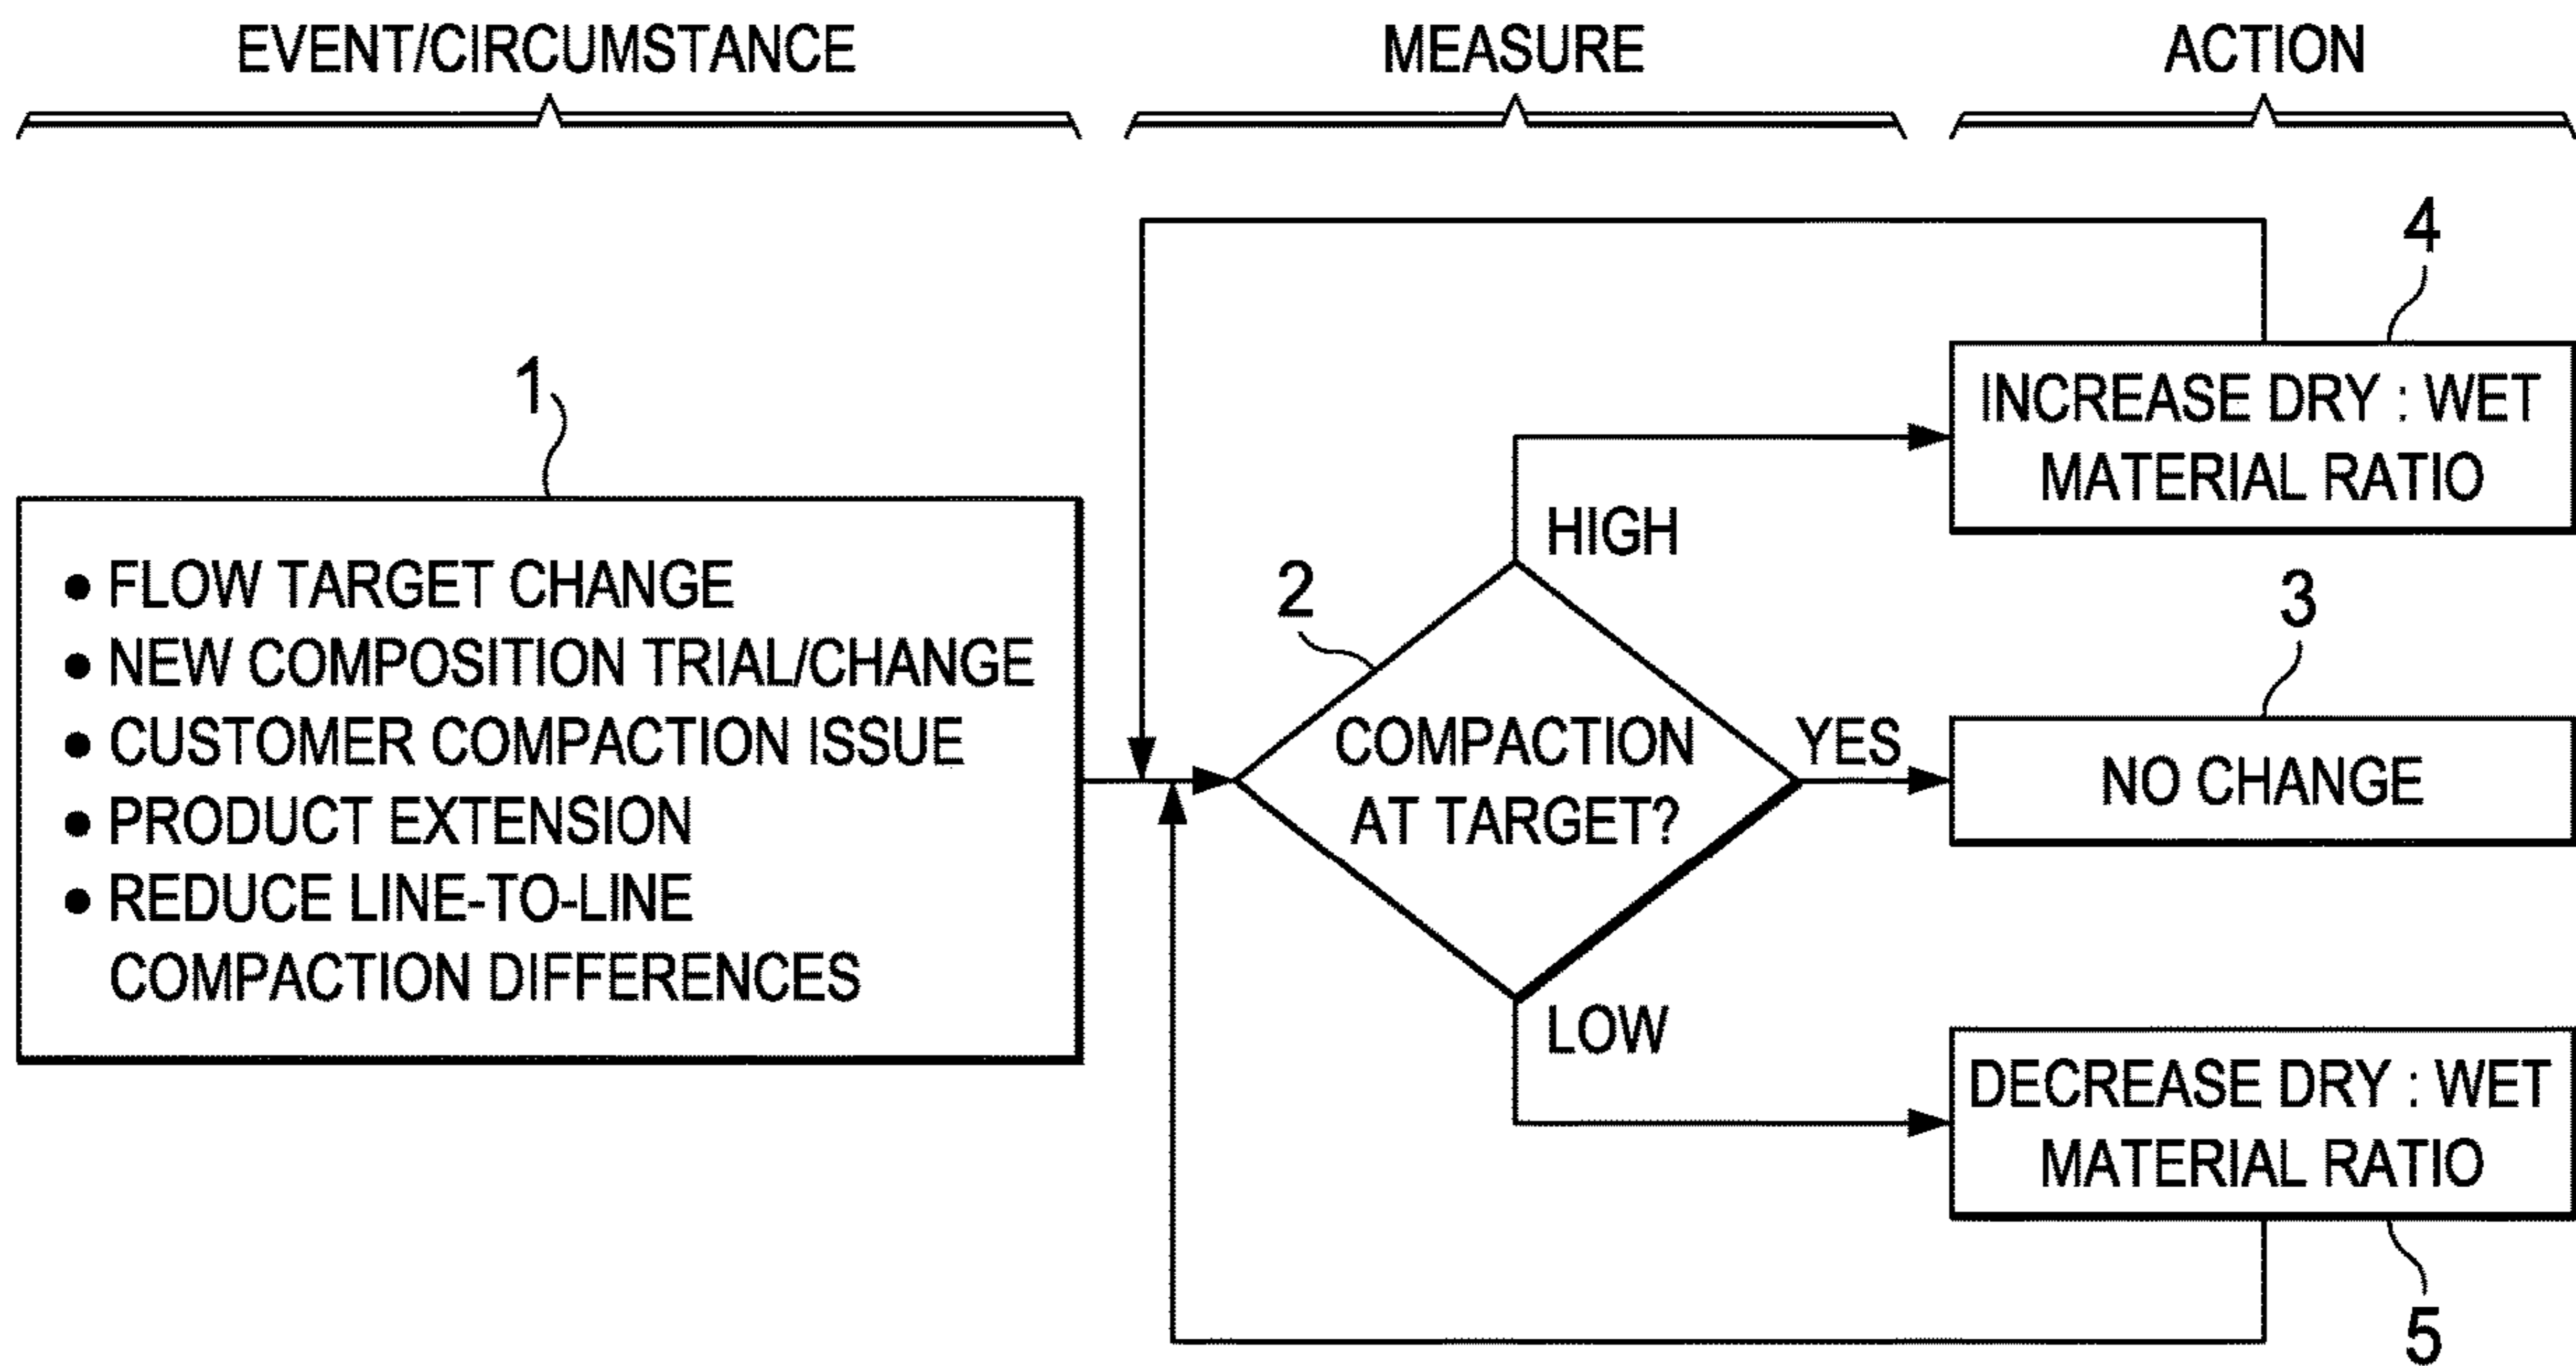 EVENT/CIRCUMSTANCE
MEASURE
ACTION
1
• FLOW TARGET CHANGE
• NEW COMPOSITION TRIAL/CHANGE
• CUSTOMER COMPACTION ISSUE
• PRODUCT EXTENSION
• REDUCE LINE-TO-LINE
COMPACTION DIFFERENCES
2
COMPACTION
AT TARGET?
HIGH
YES
LOW
4
INCREASE DRY : WET
MATERIAL RATIO
3
NO CHANGE
DECREASE DRY : WET
MATERIAL RATIO
5